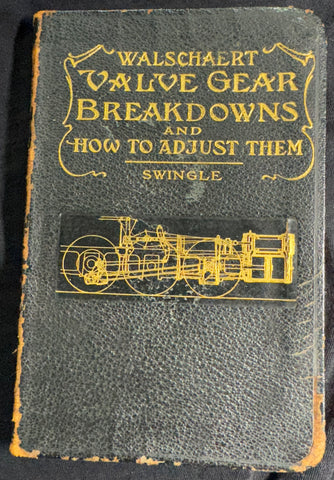 WALSCHAERT
VALVE GEAR
BREAKDOWNS
AND
HOW TO ADJUST THEM
SWINGLE